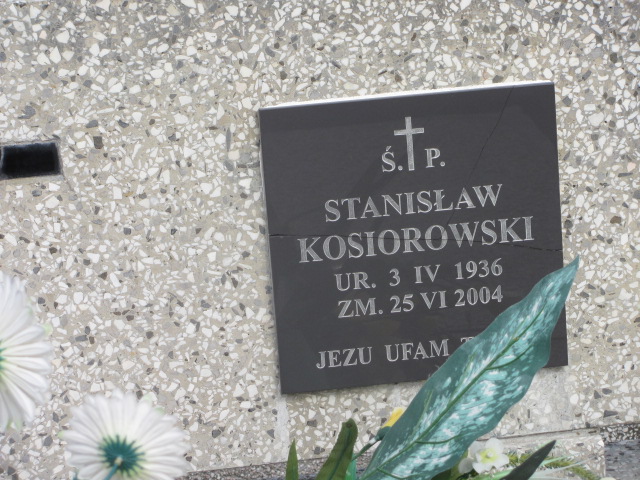 Ś. P.
STANISŁAW
KOSIOROWSKI
UR. 3 IV 1936
ZM. 25 VI 2004
JEZU UFAM